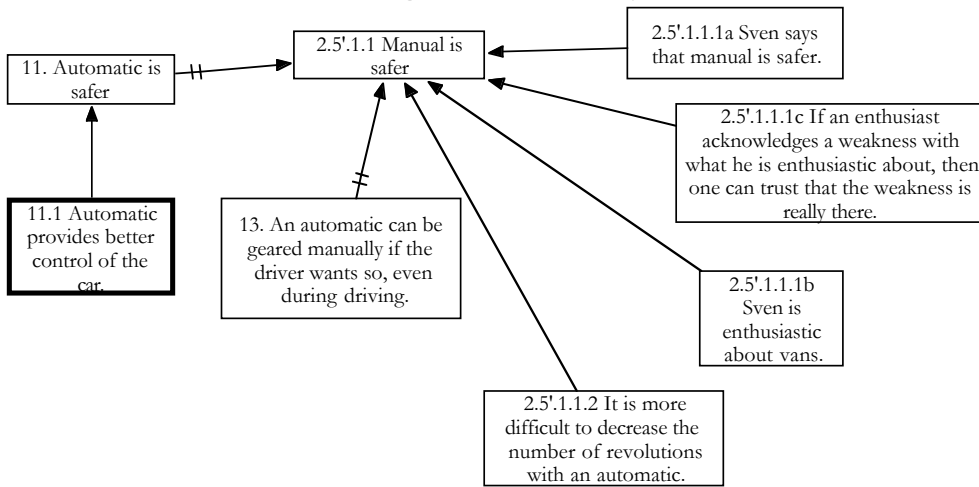 2.5'.1.1.1a Sven says
that manual is safer.
2.5'.1.1 Manual is
safer
11. Automatic is
safer
2.5'.1.1.1c If an enthusiast
acknowledges a weakness with
what he is enthusiastic about, then
one can trust that the weakness is
really there.
11.1 Automatic
provides better
control of the
car.
13. An automatic can be
geared manually if the
driver wants so, even
during driving.
2.5'.1.1.1b
Sven is
enthusiastic
about vans.
2.5'.1.1.2 It is more
difficult to decrease the
number of revolutions
with an automatic.